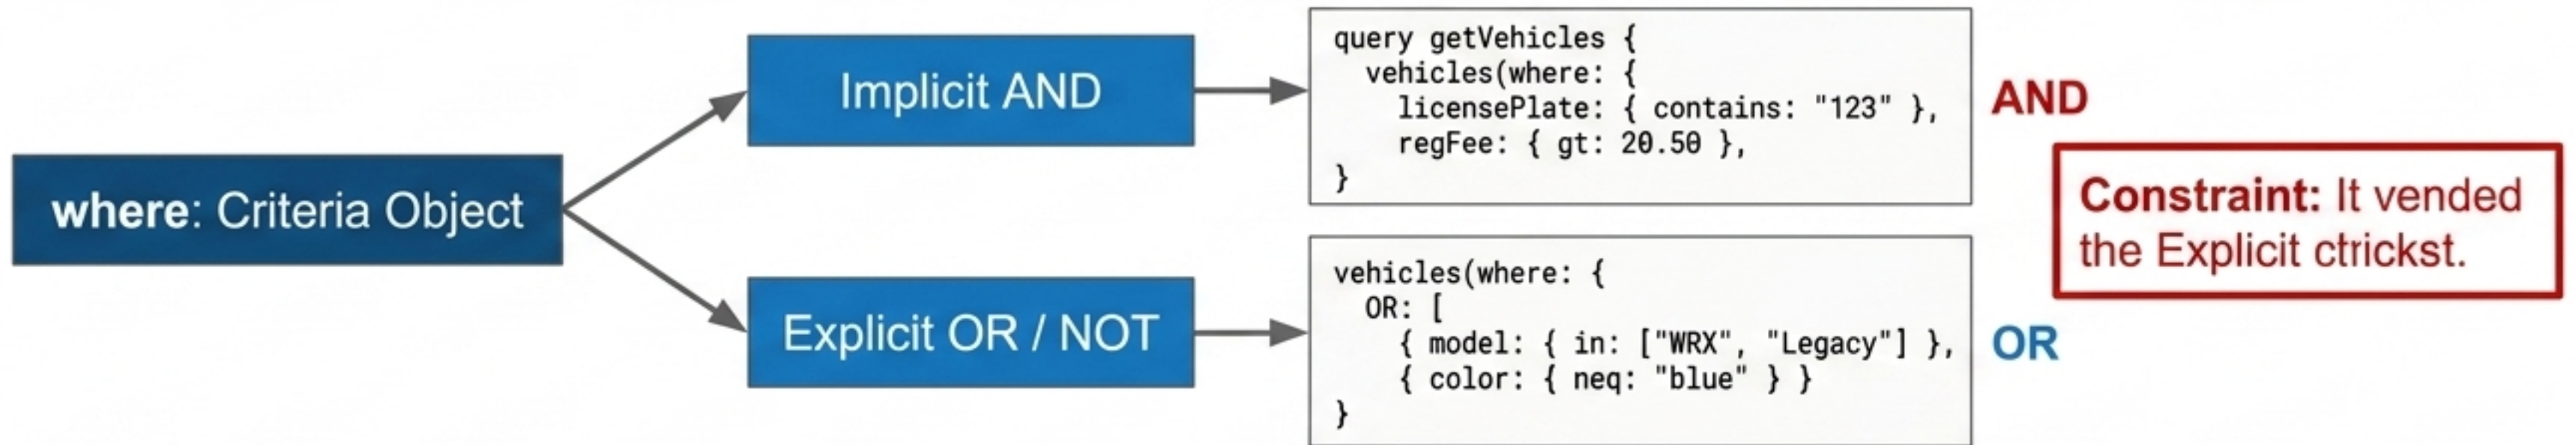 where: Criteria Object
Implicit AND
query getVehicles {
  vehicles(where: {
    licensePlate: { contains: "123" },
    regFee: { gt: 20.50 },
}
AND
Constraint: It vended
the Explicit ctrickst.
Explicit OR / NOT
vehicles(where: {
  OR: [
    { model: { in: ["WRX", "Legacy"] },
    { color: { neq: "blue" } }
}
OR